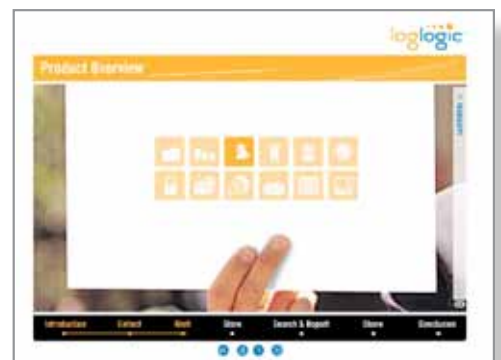 loglogic
Product Overview
Introduction Collect Alert Store Search & Report Share Conclusion